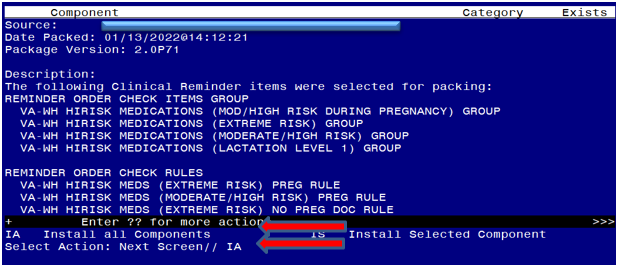 Component Category Exists
Source:
Date Packed: 01/13/2022014:12:21
Package Version: 2.0P71
Description:
The following Clinical Reminder items were selected for packing:
REMINDER ORDER CHECK ITEMS GROUP
VA-WH HIRISK MEDICATIONS (MOD/HIGH RISK DURING PREGNANCY) GROUP
VA-WH HIRISK MEDICATIONS (EXTREME RISK) GROUP
VA-WH HIRISK MEDICATIONS (MODERATE/HIGH RISK) GROUP
VA-WH HIRISK MEDICATIONS (LACTATION LEVEL 1) GROUP
REMINDER ORDER CHECK RULES
VA-WH HIRISK MEDS (EXTREME RISK) PREG RULE
VA-WH HIRISK MEDS (MODERATE/HIGH RISK) PREG RULE
VA-WH HIRISK MEDS (EXTREME RISK) NO PREG DOC RULE
+ Enter ?? for more action >>>
IA Install all Components IS Install Selected Component
Select Action: Next Screen// IA